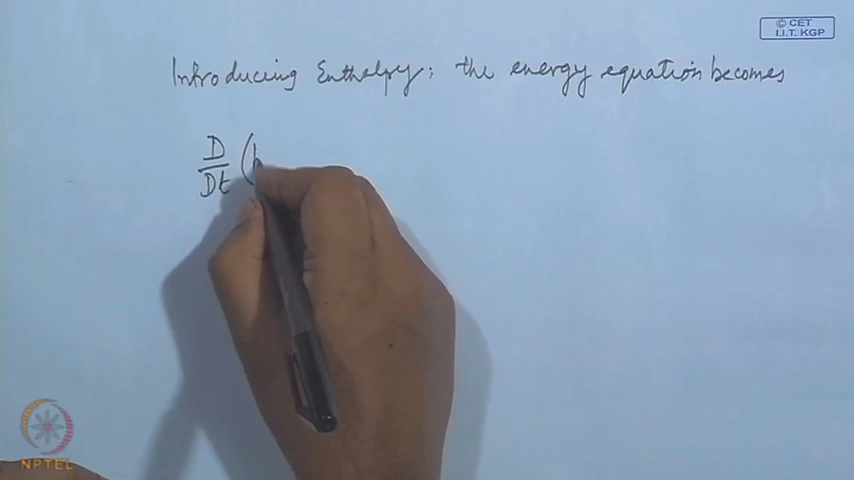 © CET
I.I.T. KGP
Introducing Enthalpy; the energy equation becomes
D
Dt (h
NPTEL